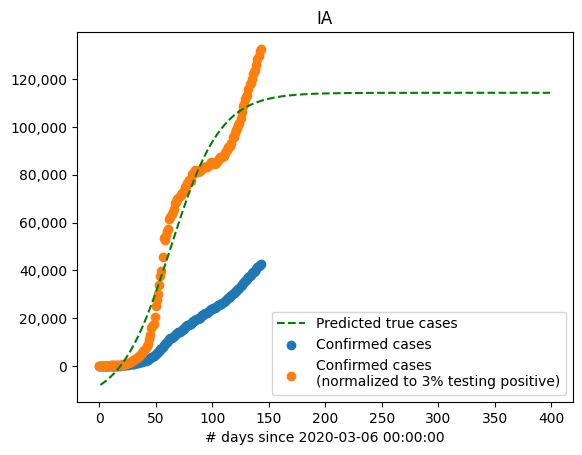 IA
120,000
100,000
80,000
60,000
40,000
20,000
0
Predicted true cases
Confirmed cases
Confirmed cases
(normalized to 3% testing positive)
0 50 100 150 200 250 300 350 400
# days since 2020-03-06 00:00:00